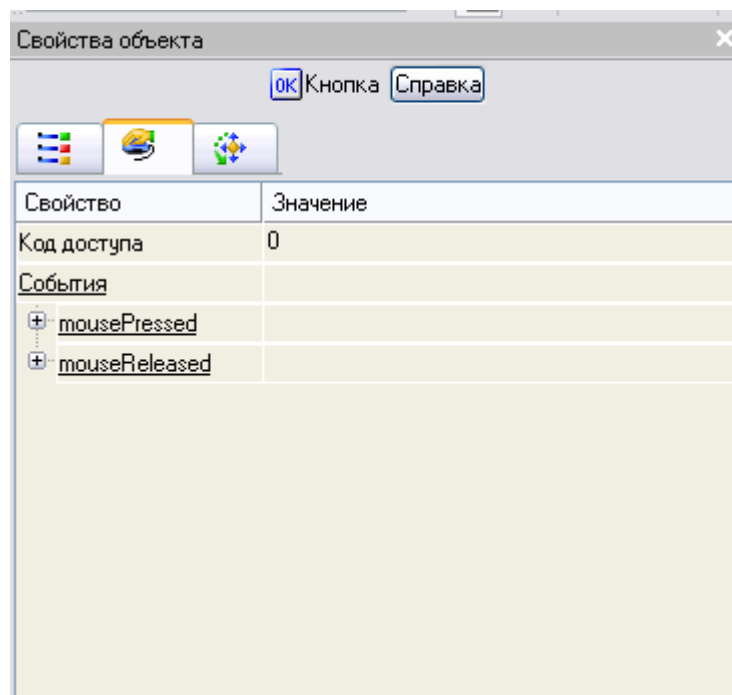 Свойства объекта
OK Кнопка Справка
Свойство Значение
Код доступа 0
События
mousePressed
mouseReleased